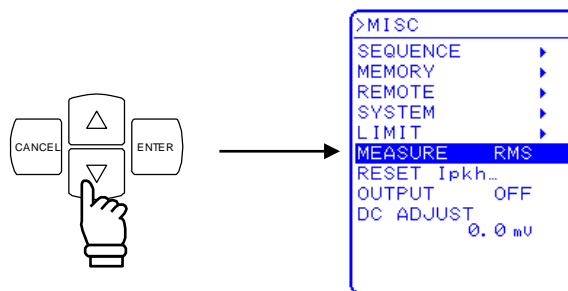 CANCEL
ENTER
>MISC
SEQUENCE
MEMORY
REMOTE
SYSTEM
LIMIT
MEASURE RMS
RESET Ipkh…
OUTPUT OFF
DC ADJUST
0.0 mV